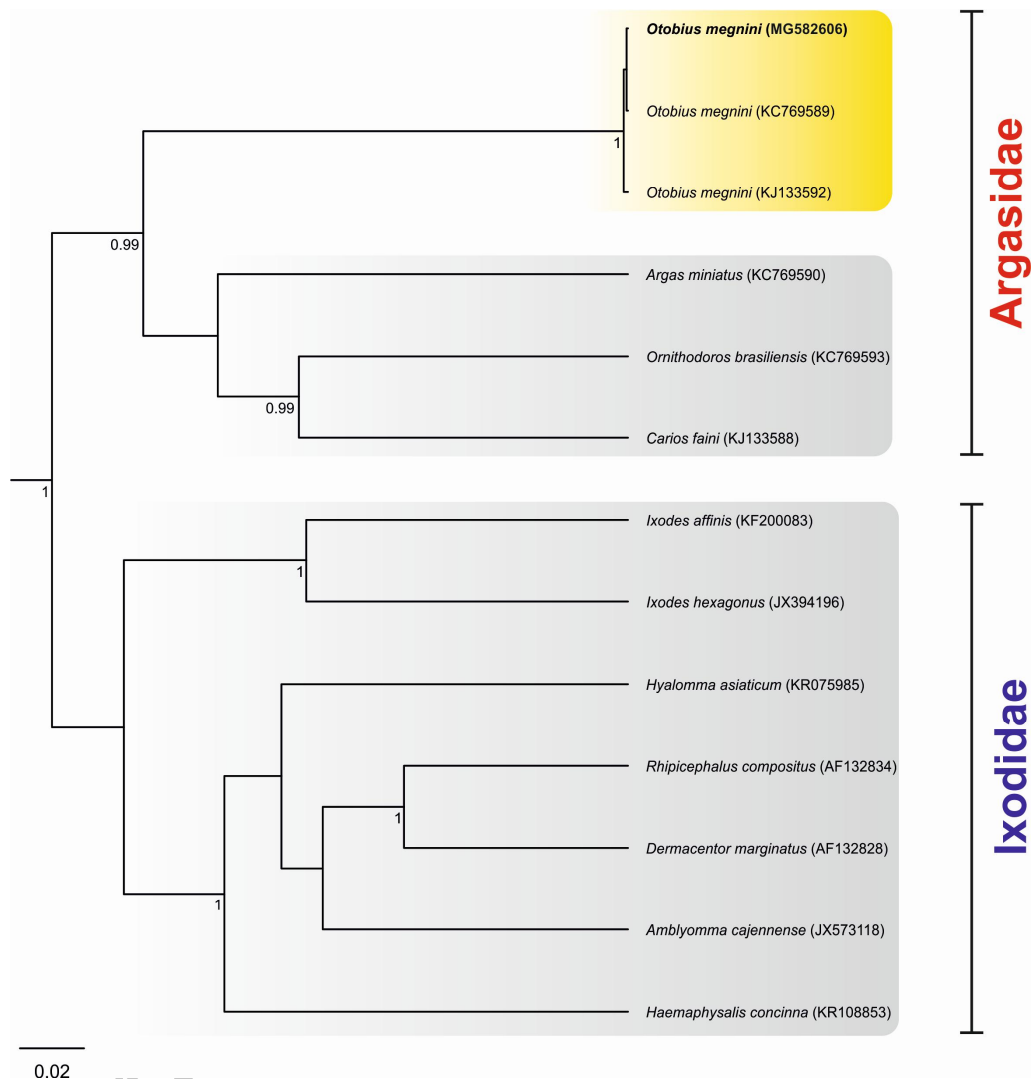 Otobius megnini (MG582606)
Otobius megnini (KC769589)
1
Otobius megnini (KJ133592)
Argasidae
0.99
Argas miniatus (KC769590)
Ornithodoros brasiliensis (KC769593)
0.99
Carios faini (KJ133588)
1
Ixodes affinis (KF200083)
1
Ixodes hexagonus (JX394196)
Hyalomma asiaticum (KR075985)
Ixodidae
Rhipicephalus compositus (AF132834)
1
Dermacentor marginatus (AF132828)
1
Amblyomma cajennense (JX573118)
Haemaphysalis concinna (KR108853)
0.02